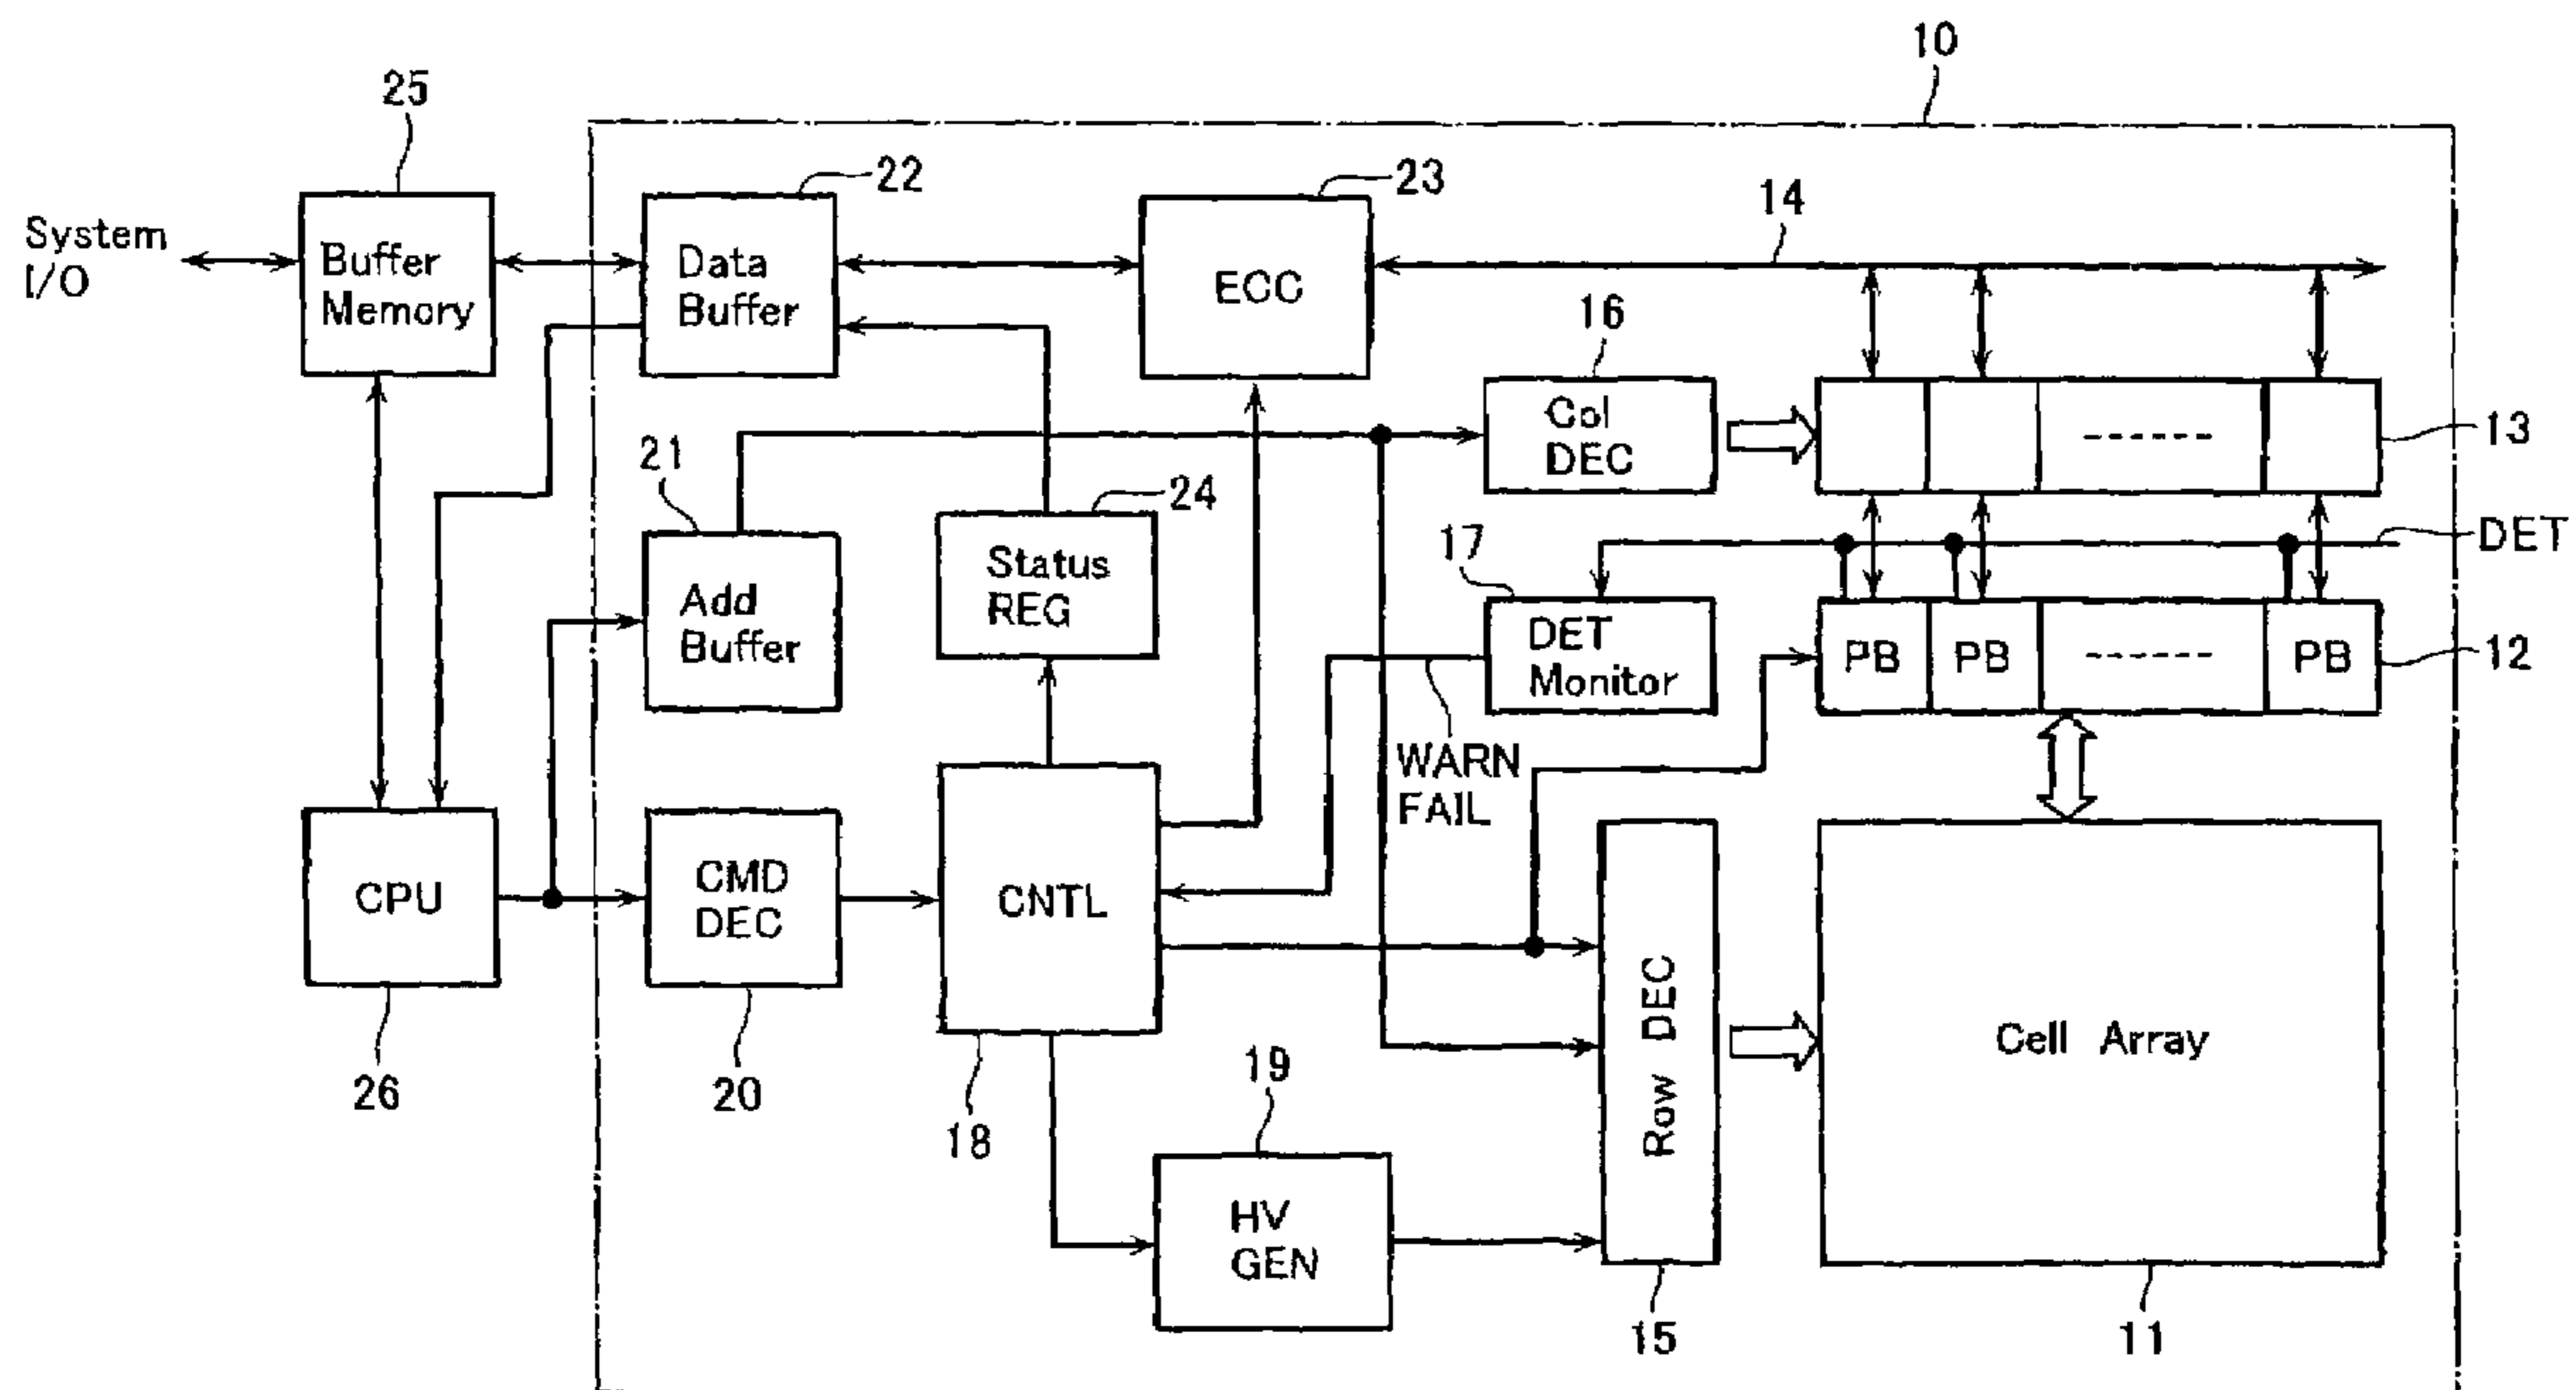 10
25
22
23
14
System
I/O
Buffer
Memory
Data
Buffer
ECC
16
Col
DEC
13
21
24
DET
17
Add
Buffer
Status
REG
DET
Monitor
PB
PB
------
PB
12
WARN
FAIL
CPU
CMD
DEC
CNTL
Row DEC
Cell Array
26
20
18
19
HV
GEN
15
11